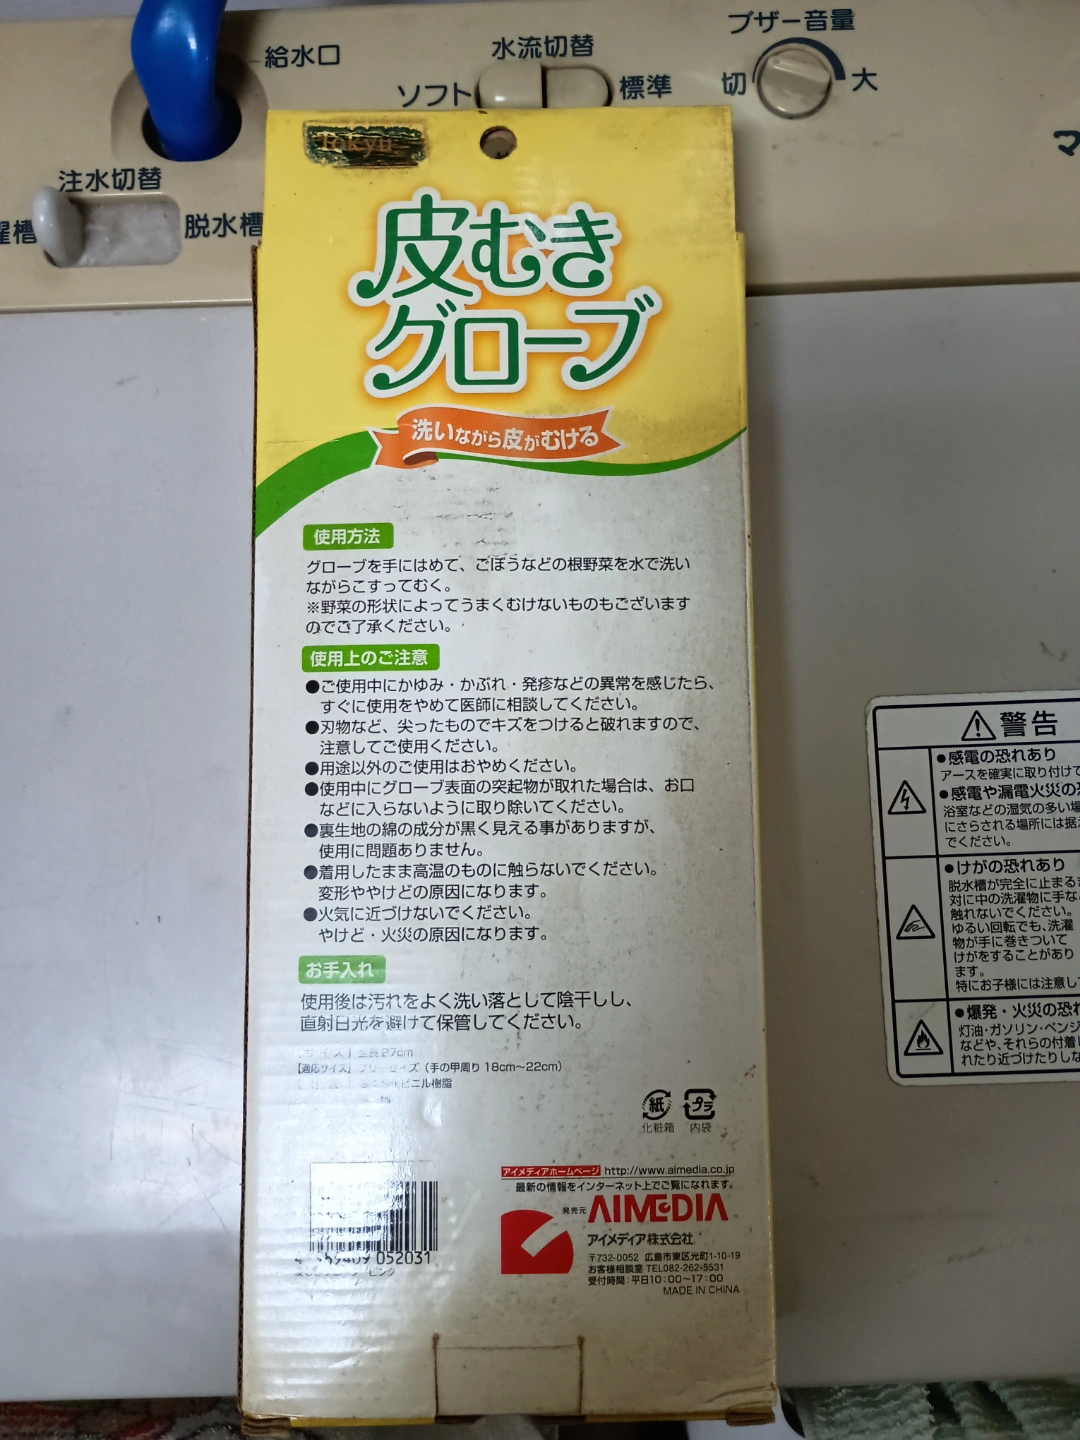 ブザー音量
水流切替
給水口
ソフト
標準
切
大
注水切替
脱水槽
Tokyu
皮むき
グローブ
洗いながら皮がむける
使用方法
グローブを手にはめて、ごぼうなどの根野菜を水で洗い
ながらこすってむく。
※野菜の形状によってうまくむけないものもございます
のでご了承ください。
使用上のご注意
●ご使用中にかゆみ・かぶれ・発疹などの異常を感じたら、
すぐに使用をやめて医師に相談してください。
●刃物など、尖ったものでキズをつけると破れますので、
注意してご使用ください。
●用途以外のご使用はおやめください。
●使用中にグローブ表面の突起物が取れた場合は、お口
などに入らないように取り除いてください。
●裏生地の綿の成分が黒く見える事がありますが、
使用に問題ありません。
●着用したまま高温のものに触らないでください。
変形ややけどの原因になります。
●火気に近づけないでください。
やけど・火災の原因になります。
お手入れ
使用後は汚れをよく洗い落として陰干しし、
直射日光を避けて保管してください。
【サイズ】全長27cm
【適応サイズ】フリーサイズ（手の甲周り 18cm～22cm）
ビニル樹脂
紙
化粧箱
プラ
内袋
アイメディアホームページ http://www.aimedia.co.jp
最新の情報をインターネット上でご覧になれます。
発売元 AIMEDIA
アイメディア株式会社
〒732-0052 広島市東区光町1-10-19
お客様相談室 TEL082-262-5531
受付時間：平日10：00～17：00
MADE IN CHINA
052031
ピンク
警告
●感電の恐れあり
アースを確実に取り付けて
●感電や漏電火災の
浴室などの湿気の多い場
にさらされる場所には据え
でください。
●けがの恐れあり
脱水槽が完全に止まるま
対に中の洗濯物に手な
触れないでください。
ゆるい回転でも、洗濯
物が手に巻きついて
けがをすることがあり
ます。
特にお子様には注意し
●爆発・火災の恐れ
灯油・ガソリン・ベンジ
などや、それらの付着し
れたり近づけたりしな